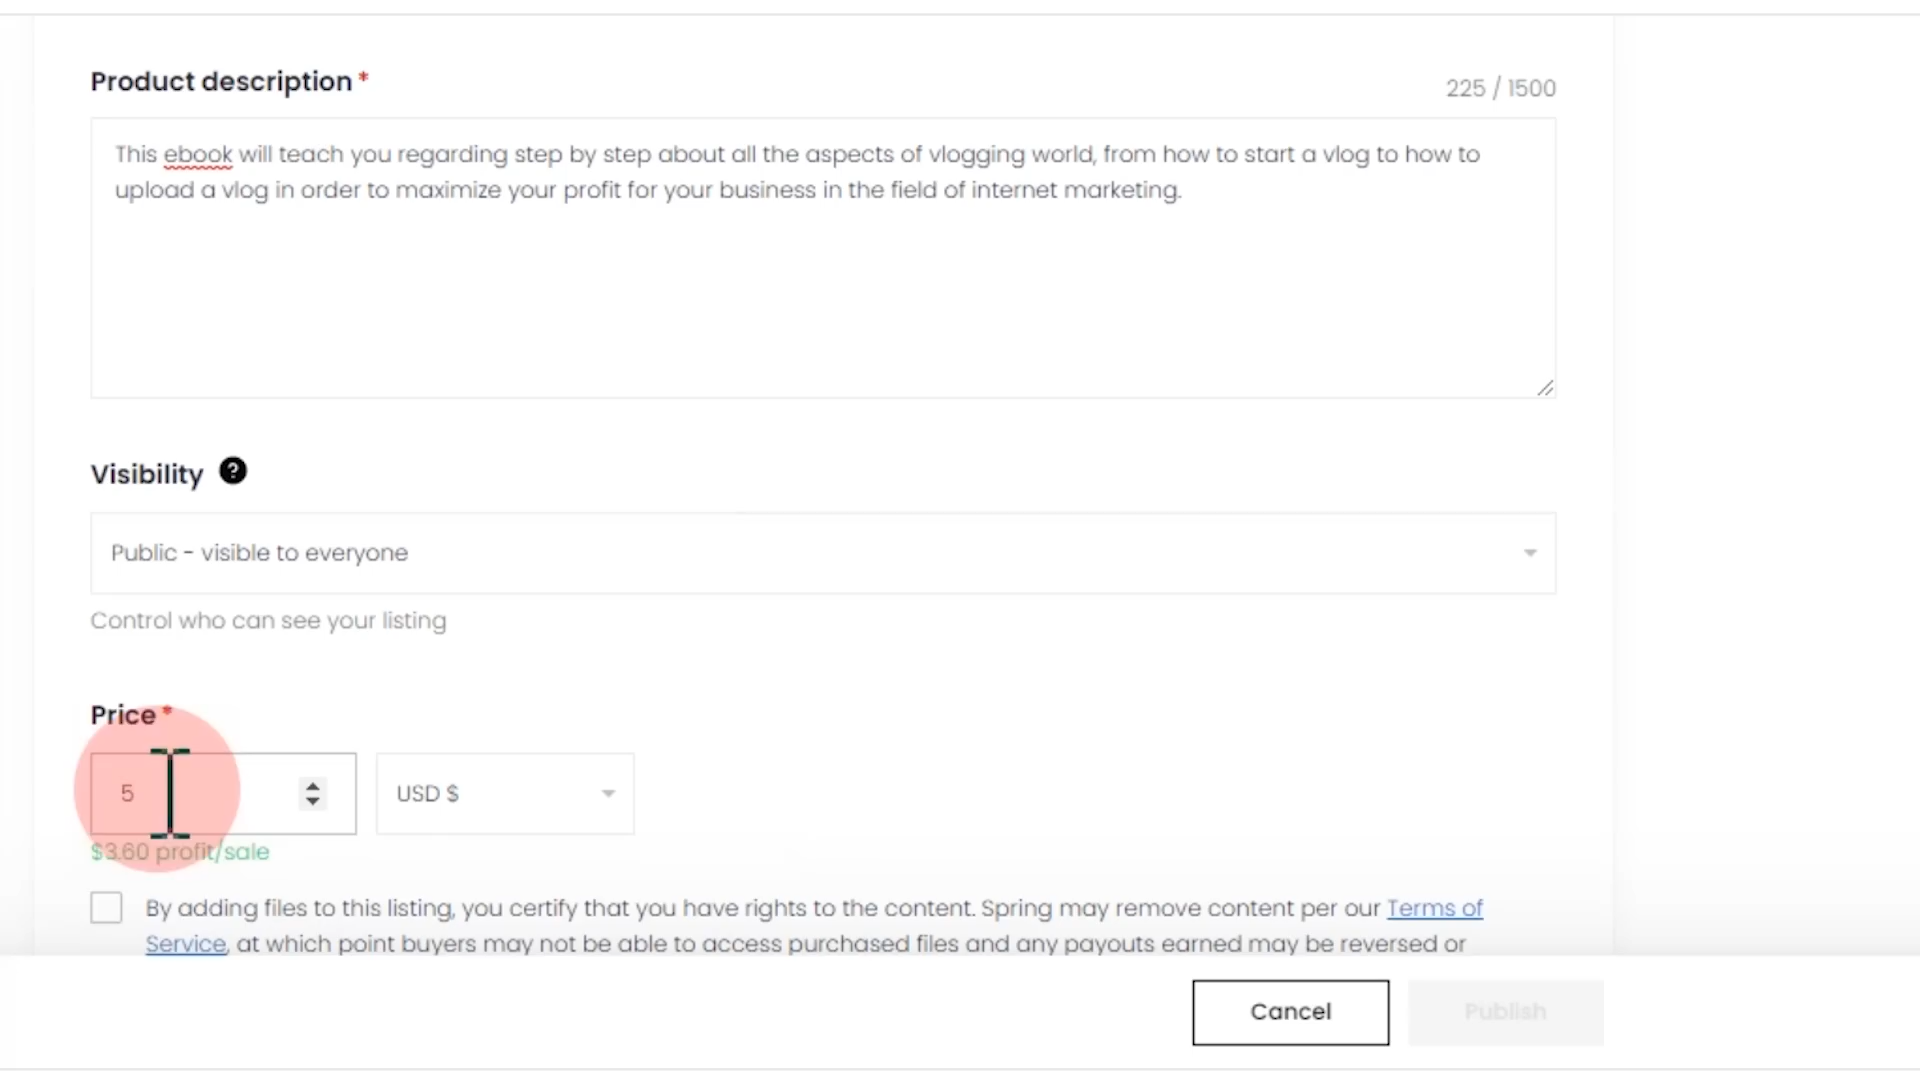 Product description *
225 / 1500
This ebook will teach you regarding step by step about all the aspects of vlogging world, from how to start a vlog to how to
upload a vlog in order to maximize your profit for your business in the field of internet marketing.
Visibility ?
Public - visible to everyone
Control who can see your listing
Price *
5
USD $
$3.60 profit/sale
By adding files to this listing, you certify that you have rights to the content. Spring may remove content per our Terms of
Service, at which point buyers may not be able to access purchased files and any payouts earned may be reversed or
Cancel
Publish